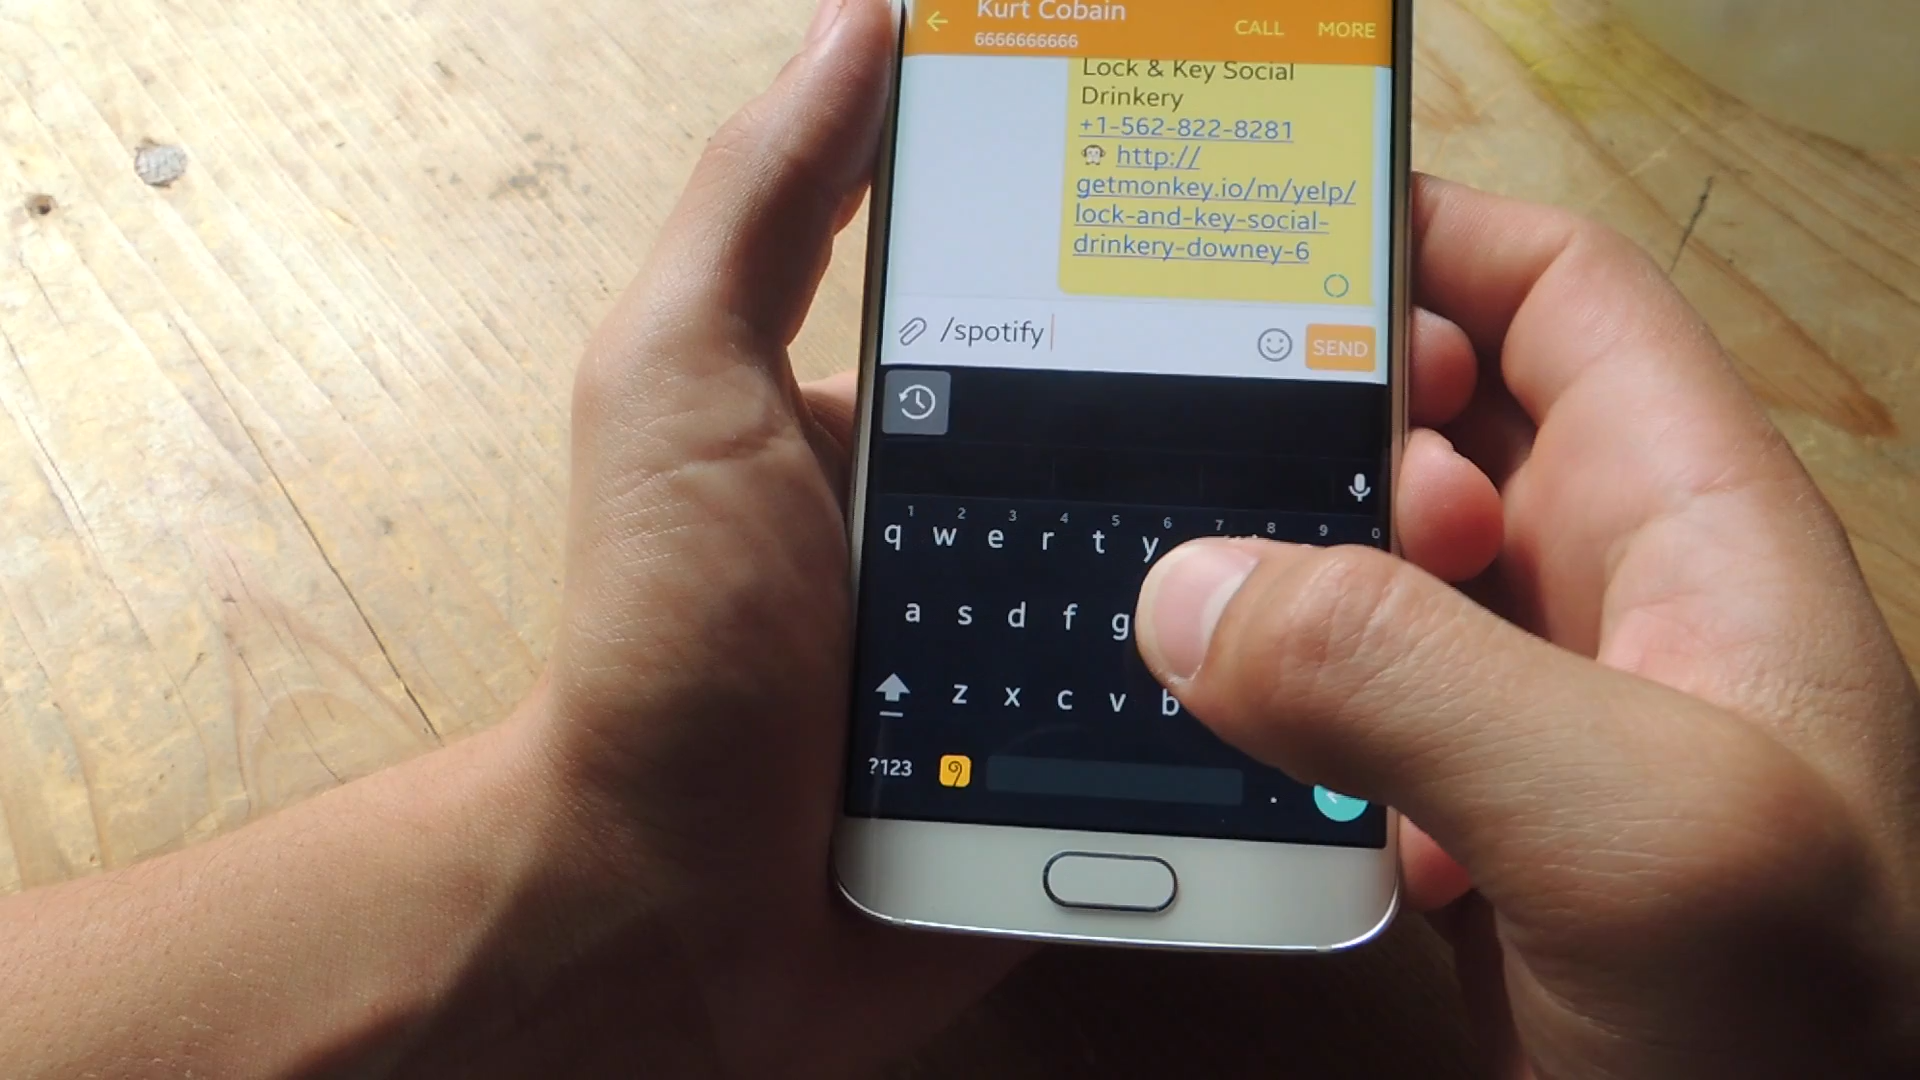 Kurt Cobain
6666666666
CALL MORE
Lock & Key Social
Drinkery
+1-562-822-8281
http://
getmonkey.io/m/yelp/
lock-and-key-social-
drinkery-downey-6
/spotify
SEND
1 2 3 4 5 6 7 8 9 0
q w e r t y
a s d f g
z x c v b
?123 .